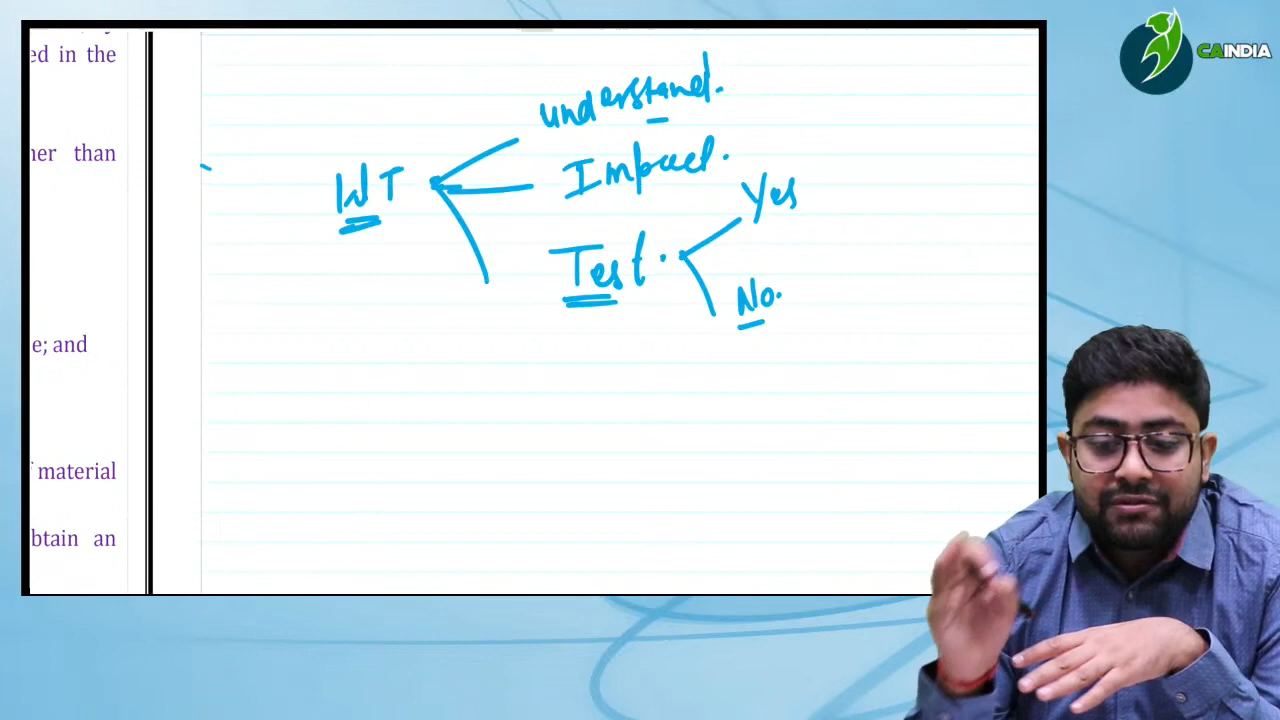 ed in the
her than
e; and
material
btain an
understand.
Impact.
WT
Test.
Yes
No.
CAINDIA